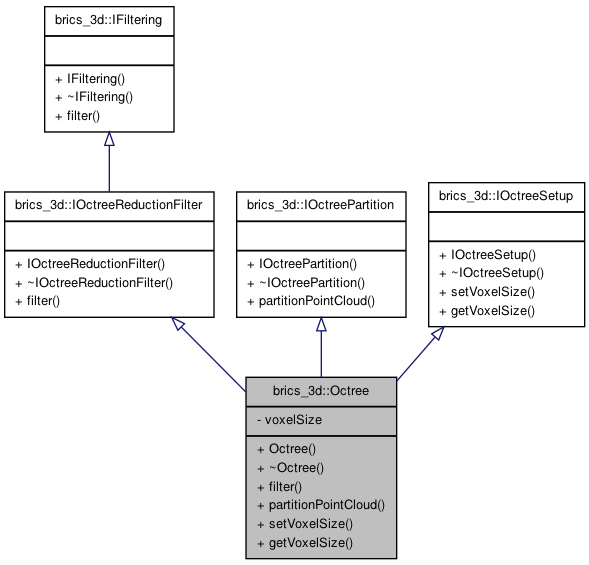 brics_3d::IFiltering
+ IFiltering()
+ ~IFiltering()
+ filter()
brics_3d::IOctreeReductionFilter
+ IOctreeReductionFilter()
+ ~IOctreeReductionFilter()
+ filter()
brics_3d::IOctreePartition
+ IOctreePartition()
+ ~IOctreePartition()
+ partitionPointCloud()
brics_3d::IOctreeSetup
+ IOctreeSetup()
+ ~IOctreeSetup()
+ setVoxelSize()
+ getVoxelSize()
brics_3d::Octree
- voxelSize
+ Octree()
+ ~Octree()
+ filter()
+ partitionPointCloud()
+ setVoxelSize()
+ getVoxelSize()